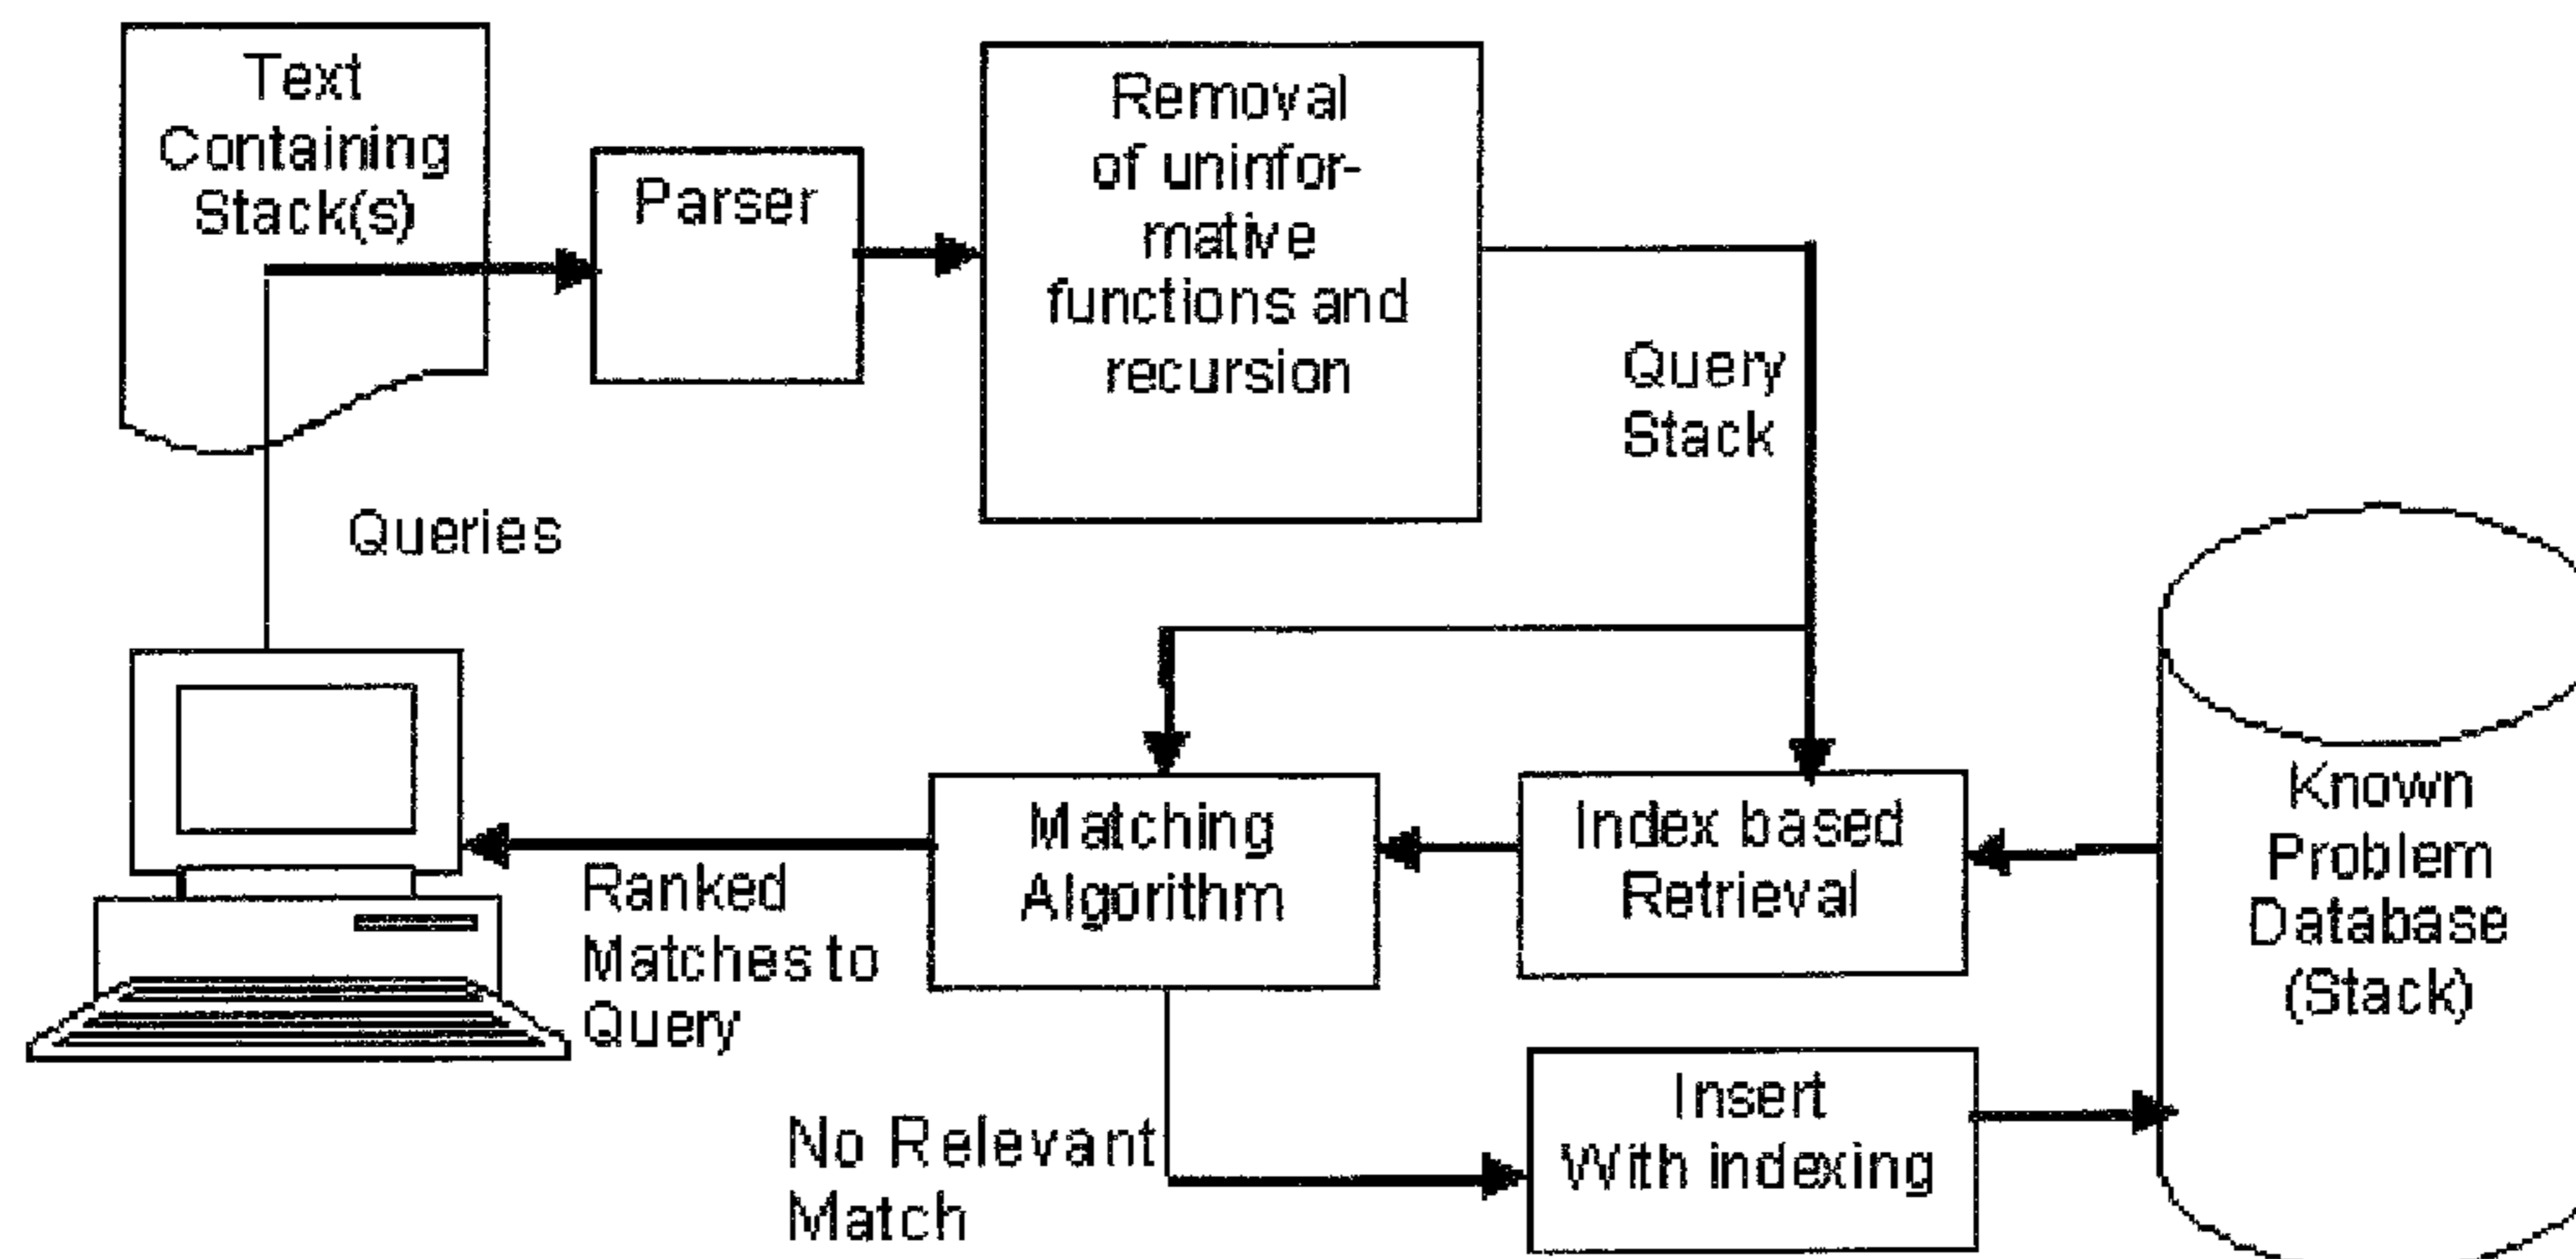 Text
Containing
Stack(s)
Parser
Removal
of uninfor-
mative
functions and
recursion
Query
Stack
Queries
Matching
Algorithm
Index based
Retrieval
Known
Problem
Database
(Stack)
Ranked
Matches to
Query
No Relevant
Match
Insert
With indexing